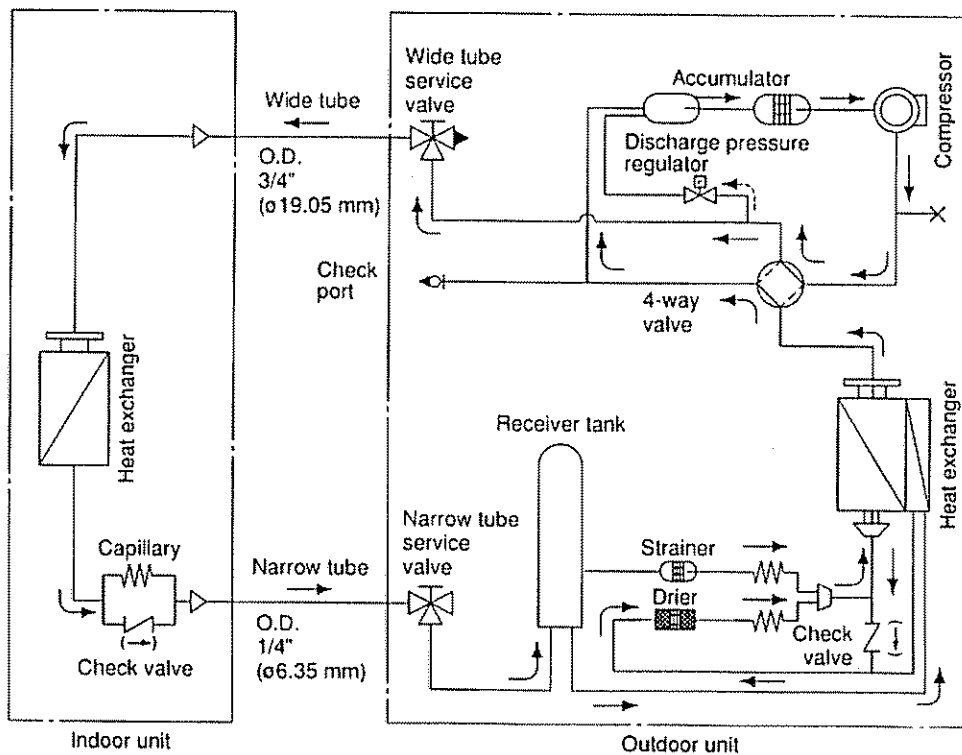 Wide tube
service
valve
Accumulator
Compressor
Wide tube
O.D.
3/4"
(ø19.05 mm)
Discharge pressure
regulator
Check
port
4-way
valve
Heat exchanger
Receiver tank
Heat exchanger
Narrow tube
service
valve
Capillary
Narrow tube
Strainer
Drier
O.D.
1/4"
(ø6.35 mm)
Check
valve
Check valve
Indoor unit
Outdoor unit